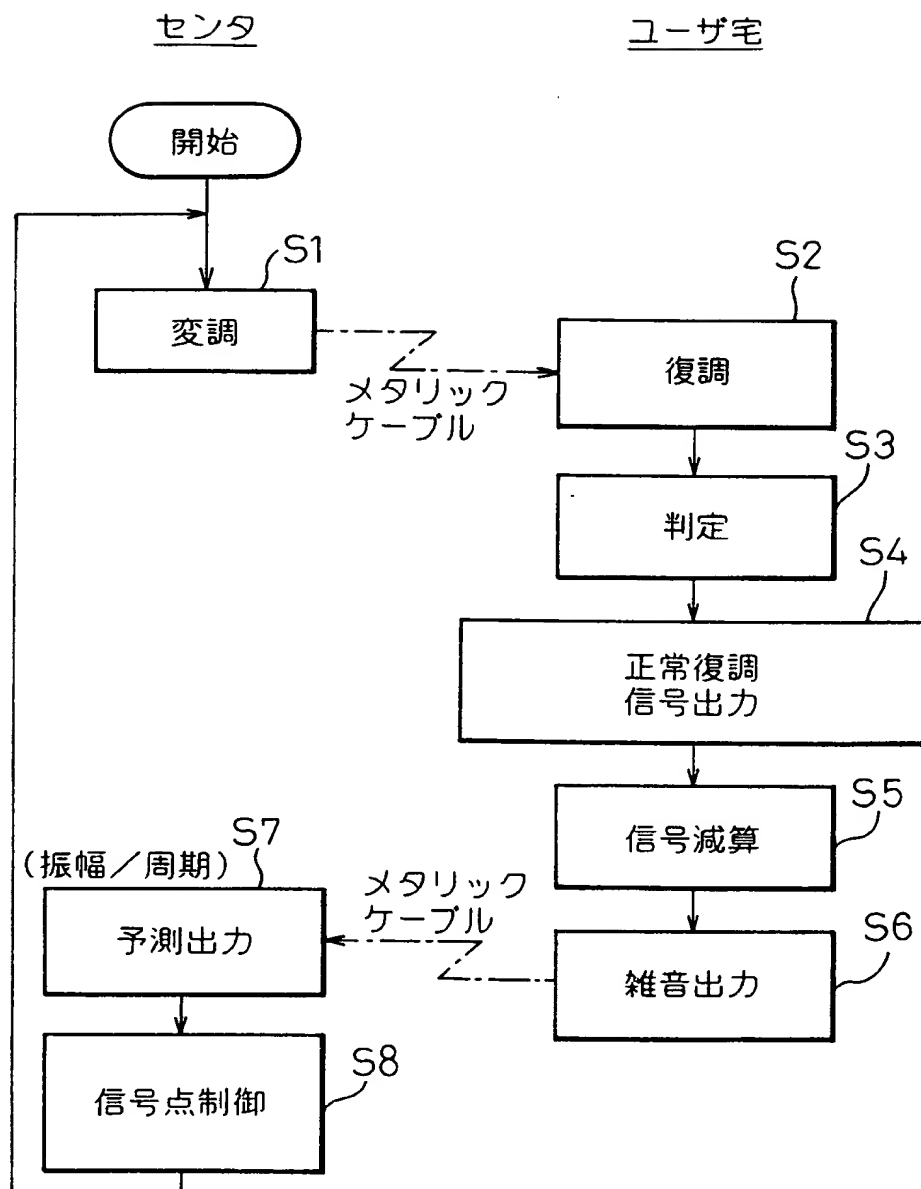 センタ
ユーザ宅
開始
S1
変調
メタリック
ケーブル
S2
復調
S3
判定
S4
正常復調
信号出力
S5
信号減算
S6
雑音出力
メタリック
ケーブル
S7
(振幅/周期)
予測出力
S8
信号点制御